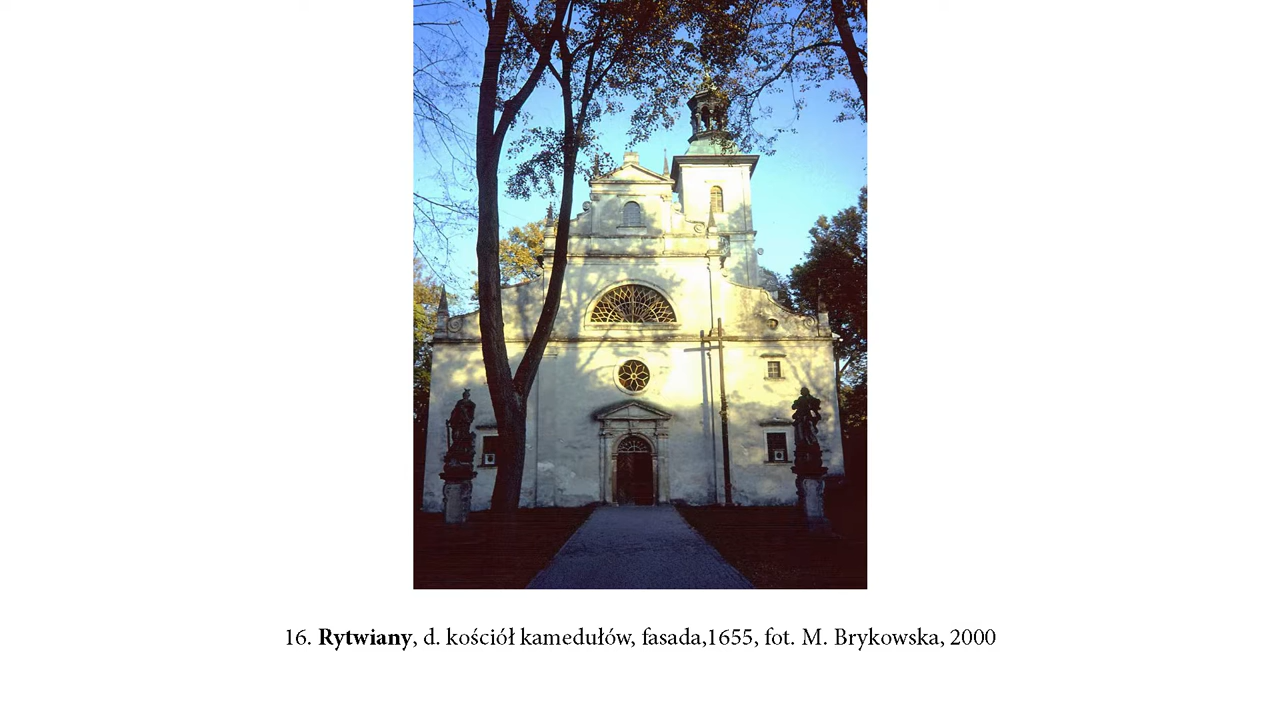 16. Rytwiany, d. kościół kamedułów, fasada,1655, fot. M. Brykowska, 2000